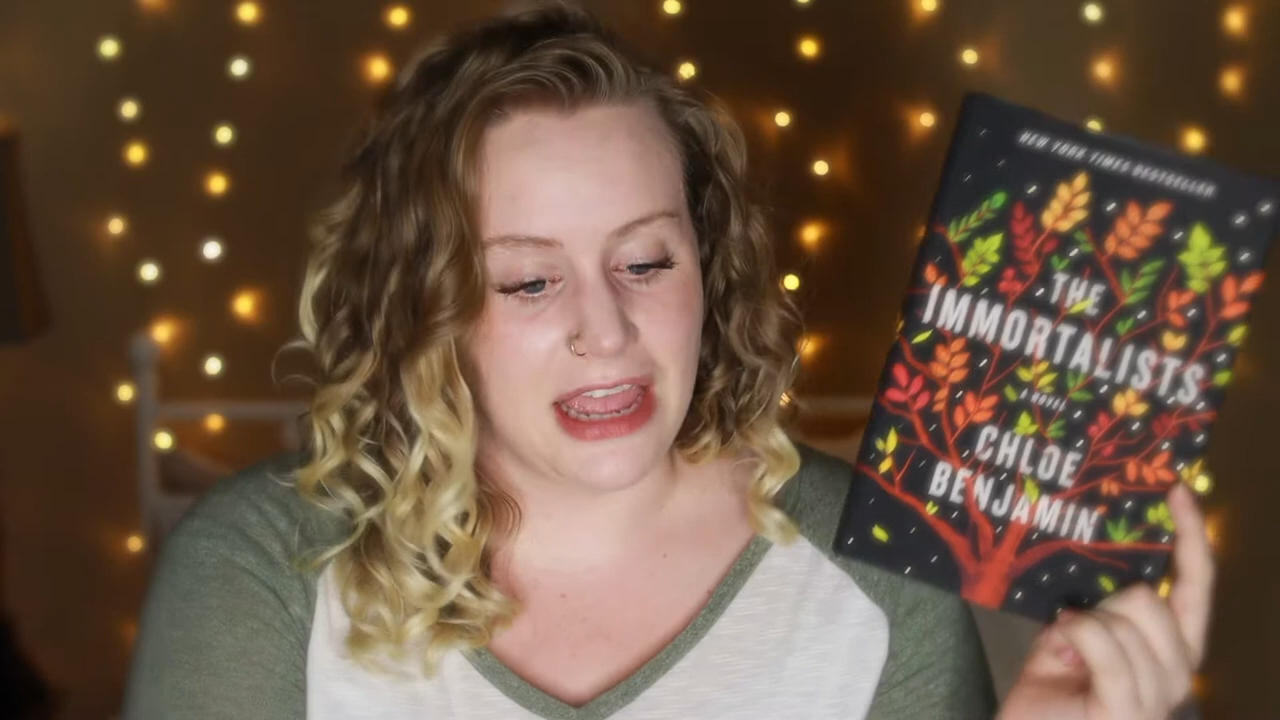 NEW YORK TIMES BESTSELLER
THE
IMMORTALISTS
A NOVEL
CHLOE
BENJAMIN